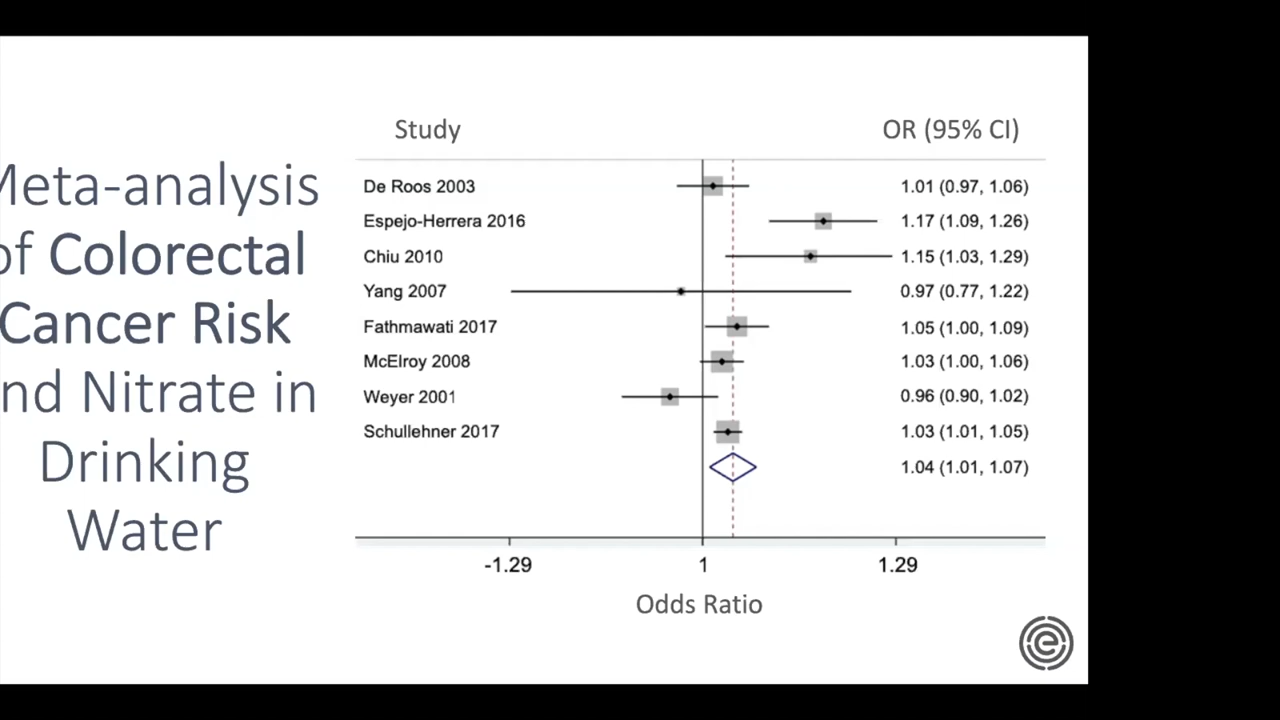 Meta-analysis
of Colorectal
Cancer Risk
and Nitrate in
Drinking
Water
Study OR (95% CI)
De Roos 2003 1.01 (0.97, 1.06)
Espejo-Herrera 2016 1.17 (1.09, 1.26)
Chiu 2010 1.15 (1.03, 1.29)
Yang 2007 0.97 (0.77, 1.22)
Fathmawati 2017 1.05 (1.00, 1.09)
McElroy 2008 1.03 (1.00, 1.06)
Weyer 2001 0.96 (0.90, 1.02)
Schullehner 2017 1.03 (1.01, 1.05)
1.04 (1.01, 1.07)
-1.29 1 1.29
Odds Ratio
e